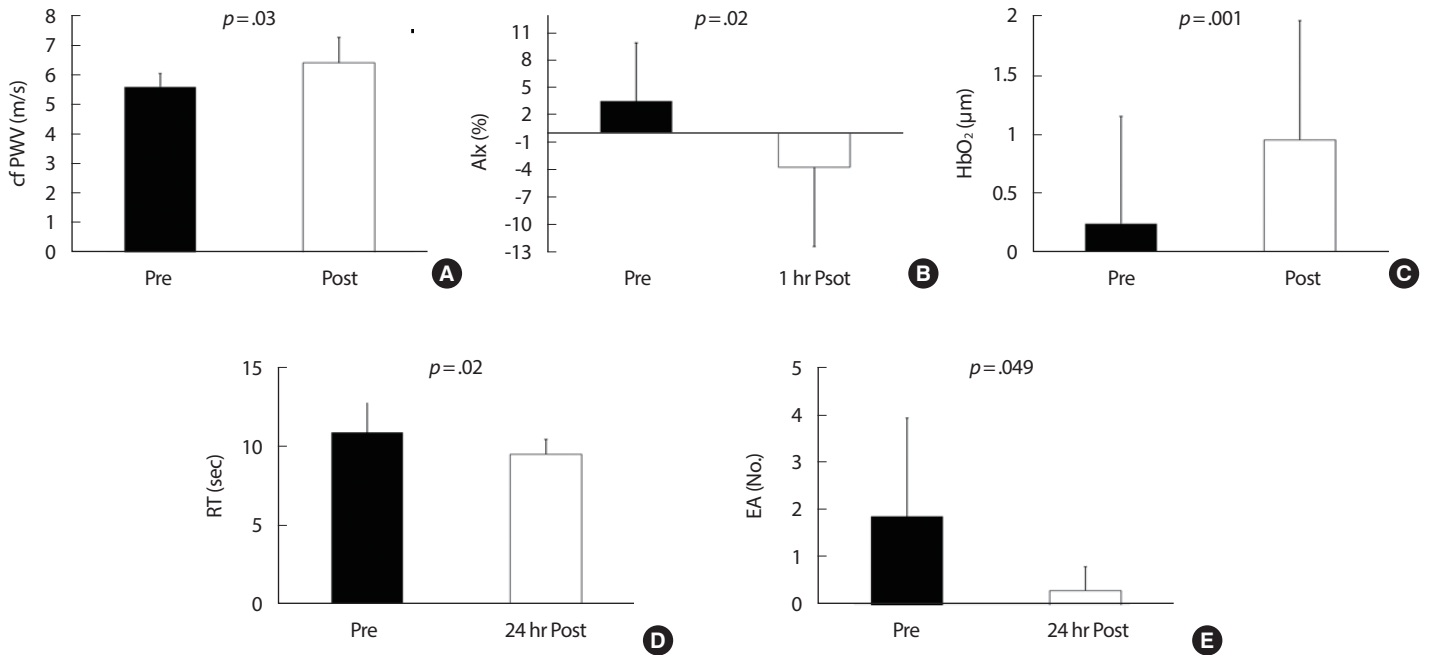 p=.03
8
7
6
5
4
3
2
1
0
cf PWV (m/s)
Pre Post
A
p=.02
11
8
5
2
-1
-4
-7
-10
-13
AIx (%)
Pre 1 hr Psot
B
p=.001
2
1.5
1
0.5
0
HbO₂ (μm)
Pre Post
C
p=.02
15
10
5
0
RT (sec)
Pre 24 hr Post
D
p=.049
5
4
3
2
1
0
EA (No.)
Pre 24 hr Post
E